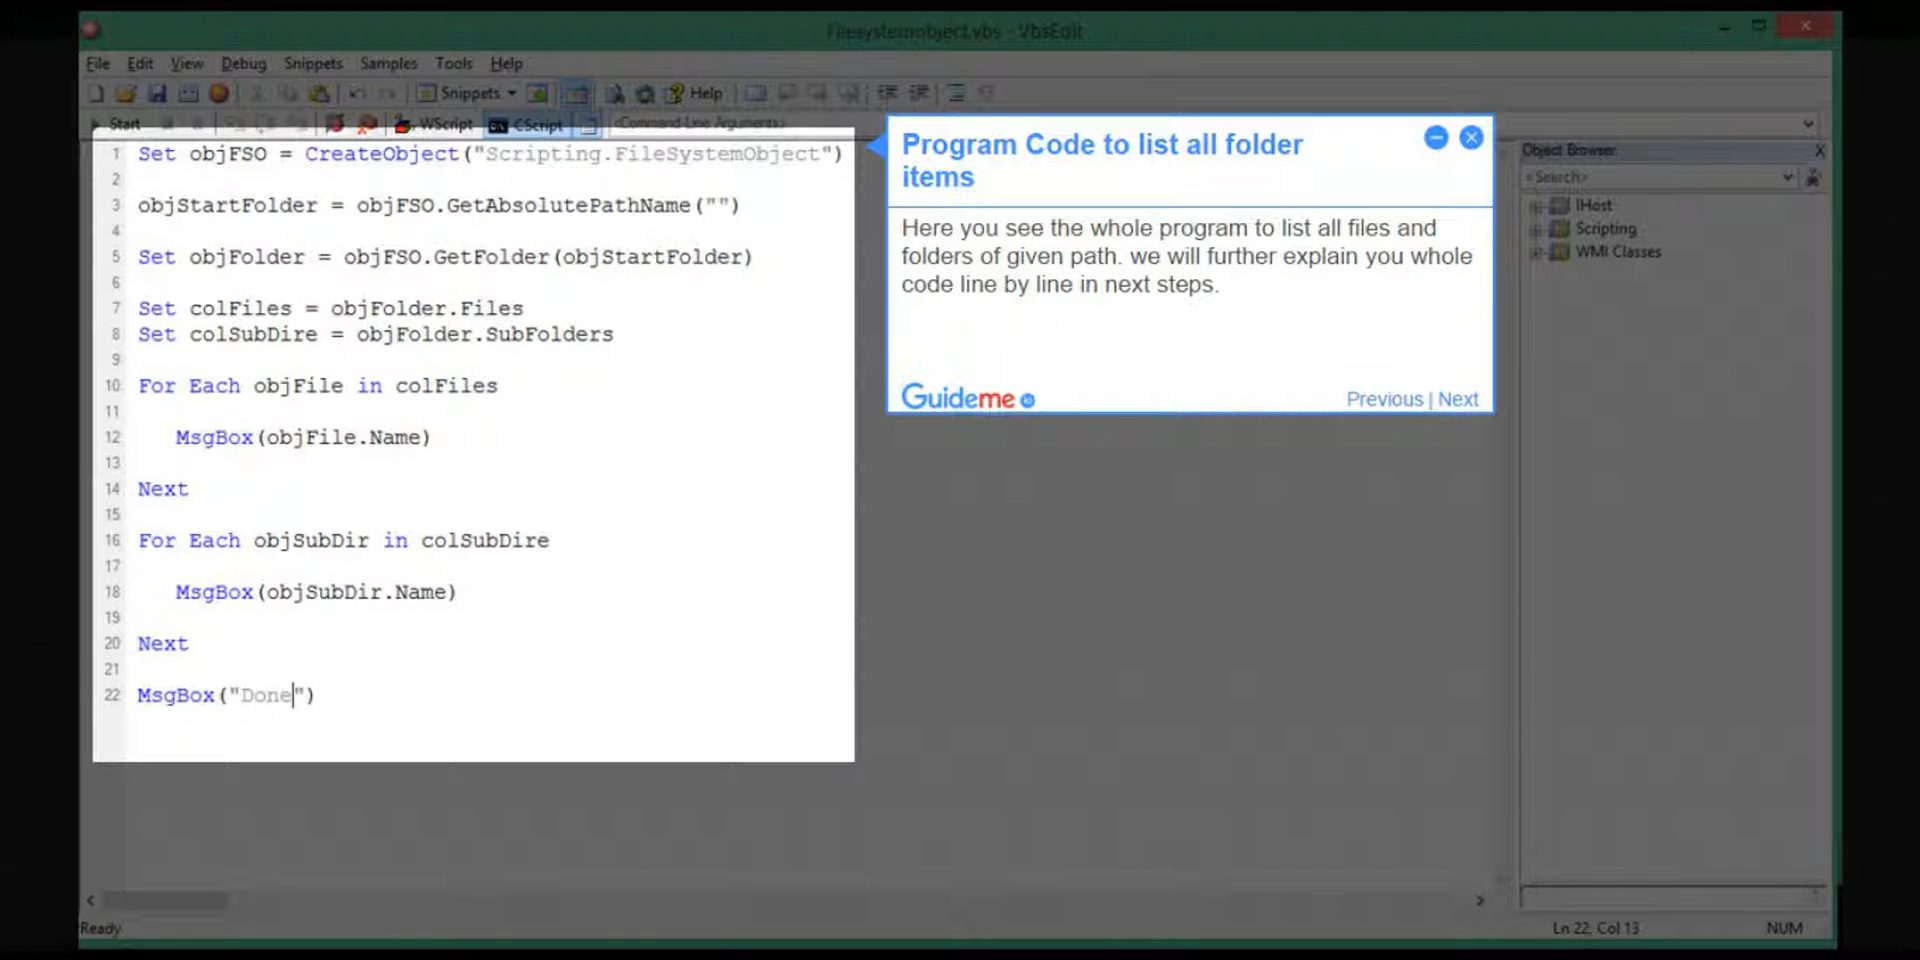 Filesystemobject.vbs - VbsEdit
File Edit View Debug Snippets Samples Tools Help
Snippets Help
Start WScript CScript <Command-Line Arguments>
1 Set objFSO = CreateObject("Scripting.FileSystemObject")
2
3 objStartFolder = objFSO.GetAbsolutePathName("")
4
5 Set objFolder = objFSO.GetFolder(objStartFolder)
6
7 Set colFiles = objFolder.Files
8 Set colSubDire = objFolder.SubFolders
9
10 For Each objFile in colFiles
11
12 MsgBox(objFile.Name)
13
14 Next
15
16 For Each objSubDir in colSubDire
17
18 MsgBox(objSubDir.Name)
19
20 Next
21
22 MsgBox("Done")
Program Code to list all folder
items
Here you see the whole program to list all files and
folders of given path. we will further explain you whole
code line by line in next steps.
Guideme
Previous | Next
Object Browser
<Search>
IHost
Scripting
WMI Classes
Ready
Ln 22, Col 13
NUM